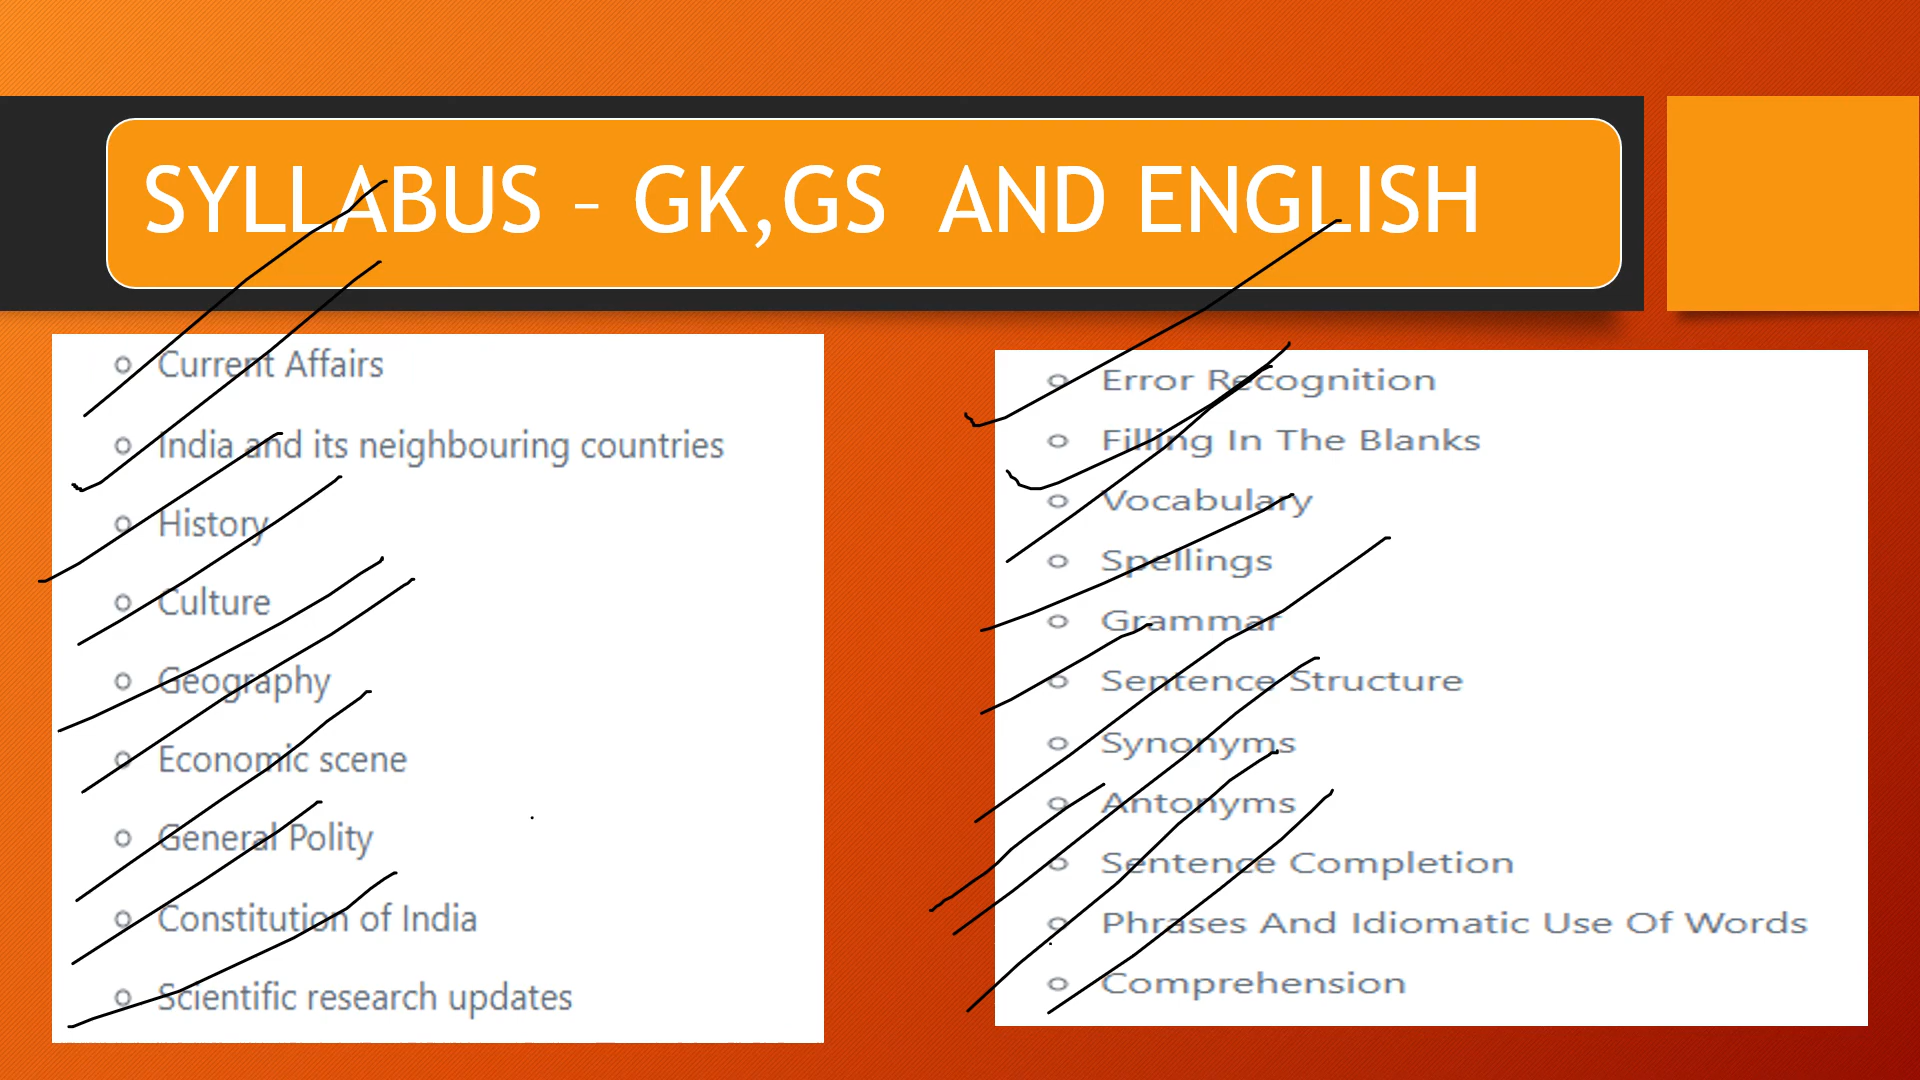 SYLLABUS - GK,GS AND ENGLISH
Current Affairs
India and its neighbouring countries
History
Culture
Geography
Economic scene
General Polity
Constitution of India
Scientific research updates
Error Recognition
Filling In The Blanks
Vocabulary
Spellings
Grammar
Sentence Structure
Synonyms
Antonyms
Sentence Completion
Phrases And Idiomatic Use Of Words
Comprehension